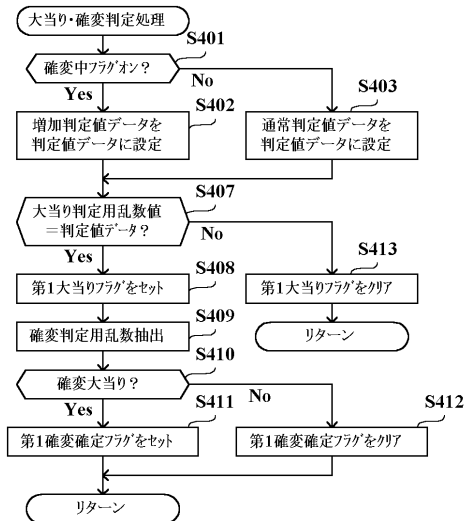 大当り・確変判定処理
S401
確変中フラグオン？
Yes
No
S402
S403
増加判定値データを
判定値データに設定
通常判定値データを
判定値データに設定
S407
大当り判定用乱数値
＝判定値データ？
Yes
No
S408
S413
第1大当りフラグをセット
第1大当りフラグをクリア
S409
確変判定用乱数抽出
リターン
S410
確変大当り？
Yes
No
S411
S412
第1確変確定フラグをセット
第1確変確定フラグをクリア
リターン